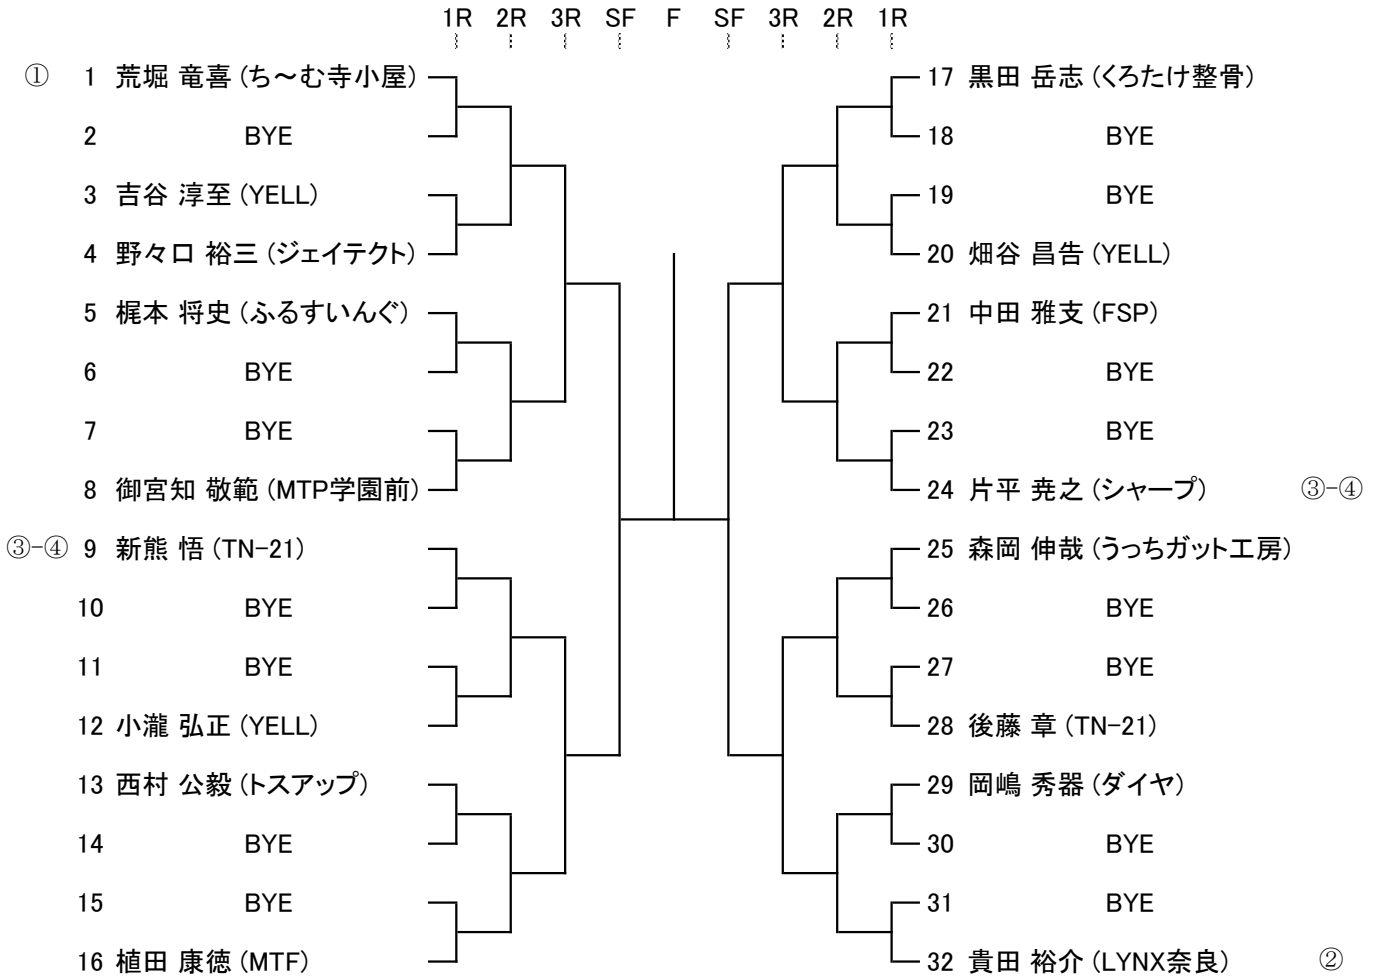 1R 2R 3R SF F SF 3R 2R 1R
① 1 荒堀 竜喜 (ち～む寺小屋) 17 黒田 岳志 (くろたけ整骨)
2 BYE 18 BYE
3 吉谷 淳至 (YELL) 19 BYE
4 野々口 裕三 (ジェイテクト) 20 畑谷 昌告 (YELL)
5 梶本 将史 (ふるすいんぐ) 21 中田 雅支 (FSP)
6 BYE 22 BYE
7 BYE 23 BYE
8 御宮知 敬範 (MTP学園前) 24 片平 尭之 (シャープ) ③-④
③-④ 9 新熊 悟 (TN-21) 25 森岡 伸哉 (うっちガット工房)
10 BYE 26 BYE
11 BYE 27 BYE
12 小瀧 弘正 (YELL) 28 後藤 章 (TN-21)
13 西村 公毅 (トスアップ) 29 岡嶋 秀器 (ダイヤ)
14 BYE 30 BYE
15 BYE 31 BYE
16 植田 康徳 (MTF) 32 貴田 裕介 (LYNX奈良) ②